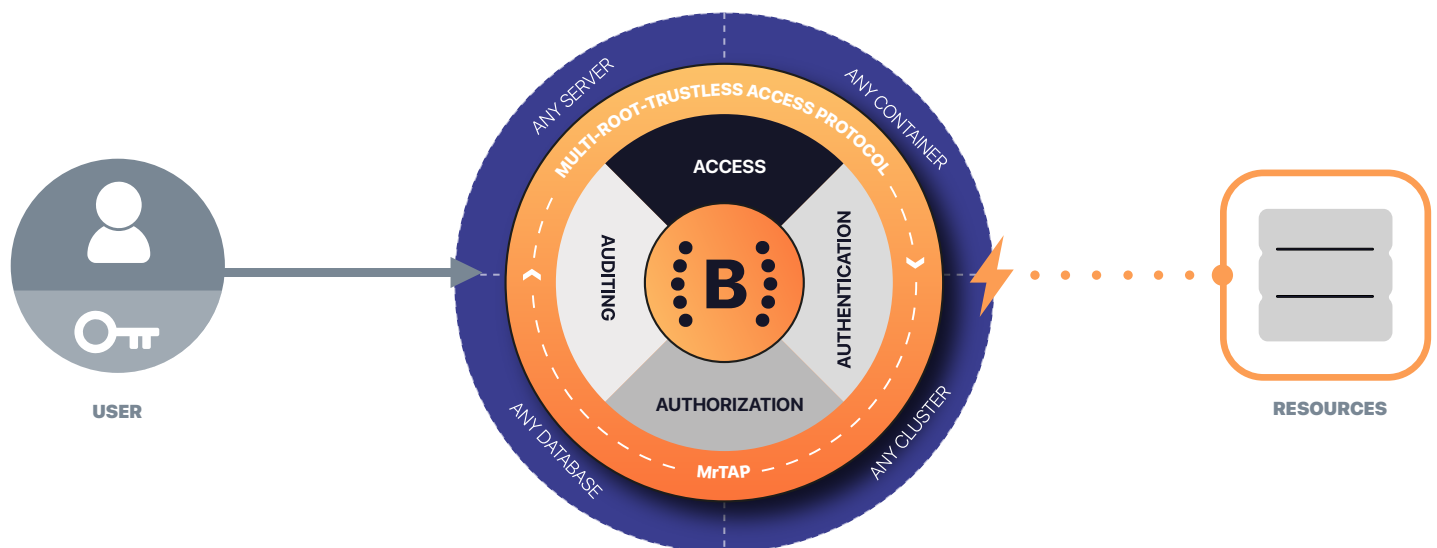 ANY SERVER
ANY CONTAINER
MULTI-ROOT-TRUSTLESS ACCESS PROTOCOL
ACCESS
AUDITING
B
AUTHENTICATION
AUTHORIZATION
MrTAP
ANY DATABASE
ANY CLUSTER
USER
RESOURCES